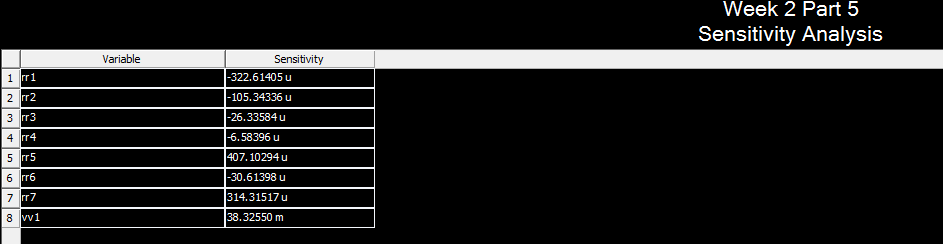 Week 2 Part 5
Sensitivity Analysis
Variable Sensitivity
1 rr1 -322.61405 u
2 rr2 -105.34336 u
3 rr3 -26.33584 u
4 rr4 -6.58396 u
5 rr5 407.10294 u
6 rr6 -30.61398 u
7 rr7 314.31517 u
8 vv1 38.32550 m